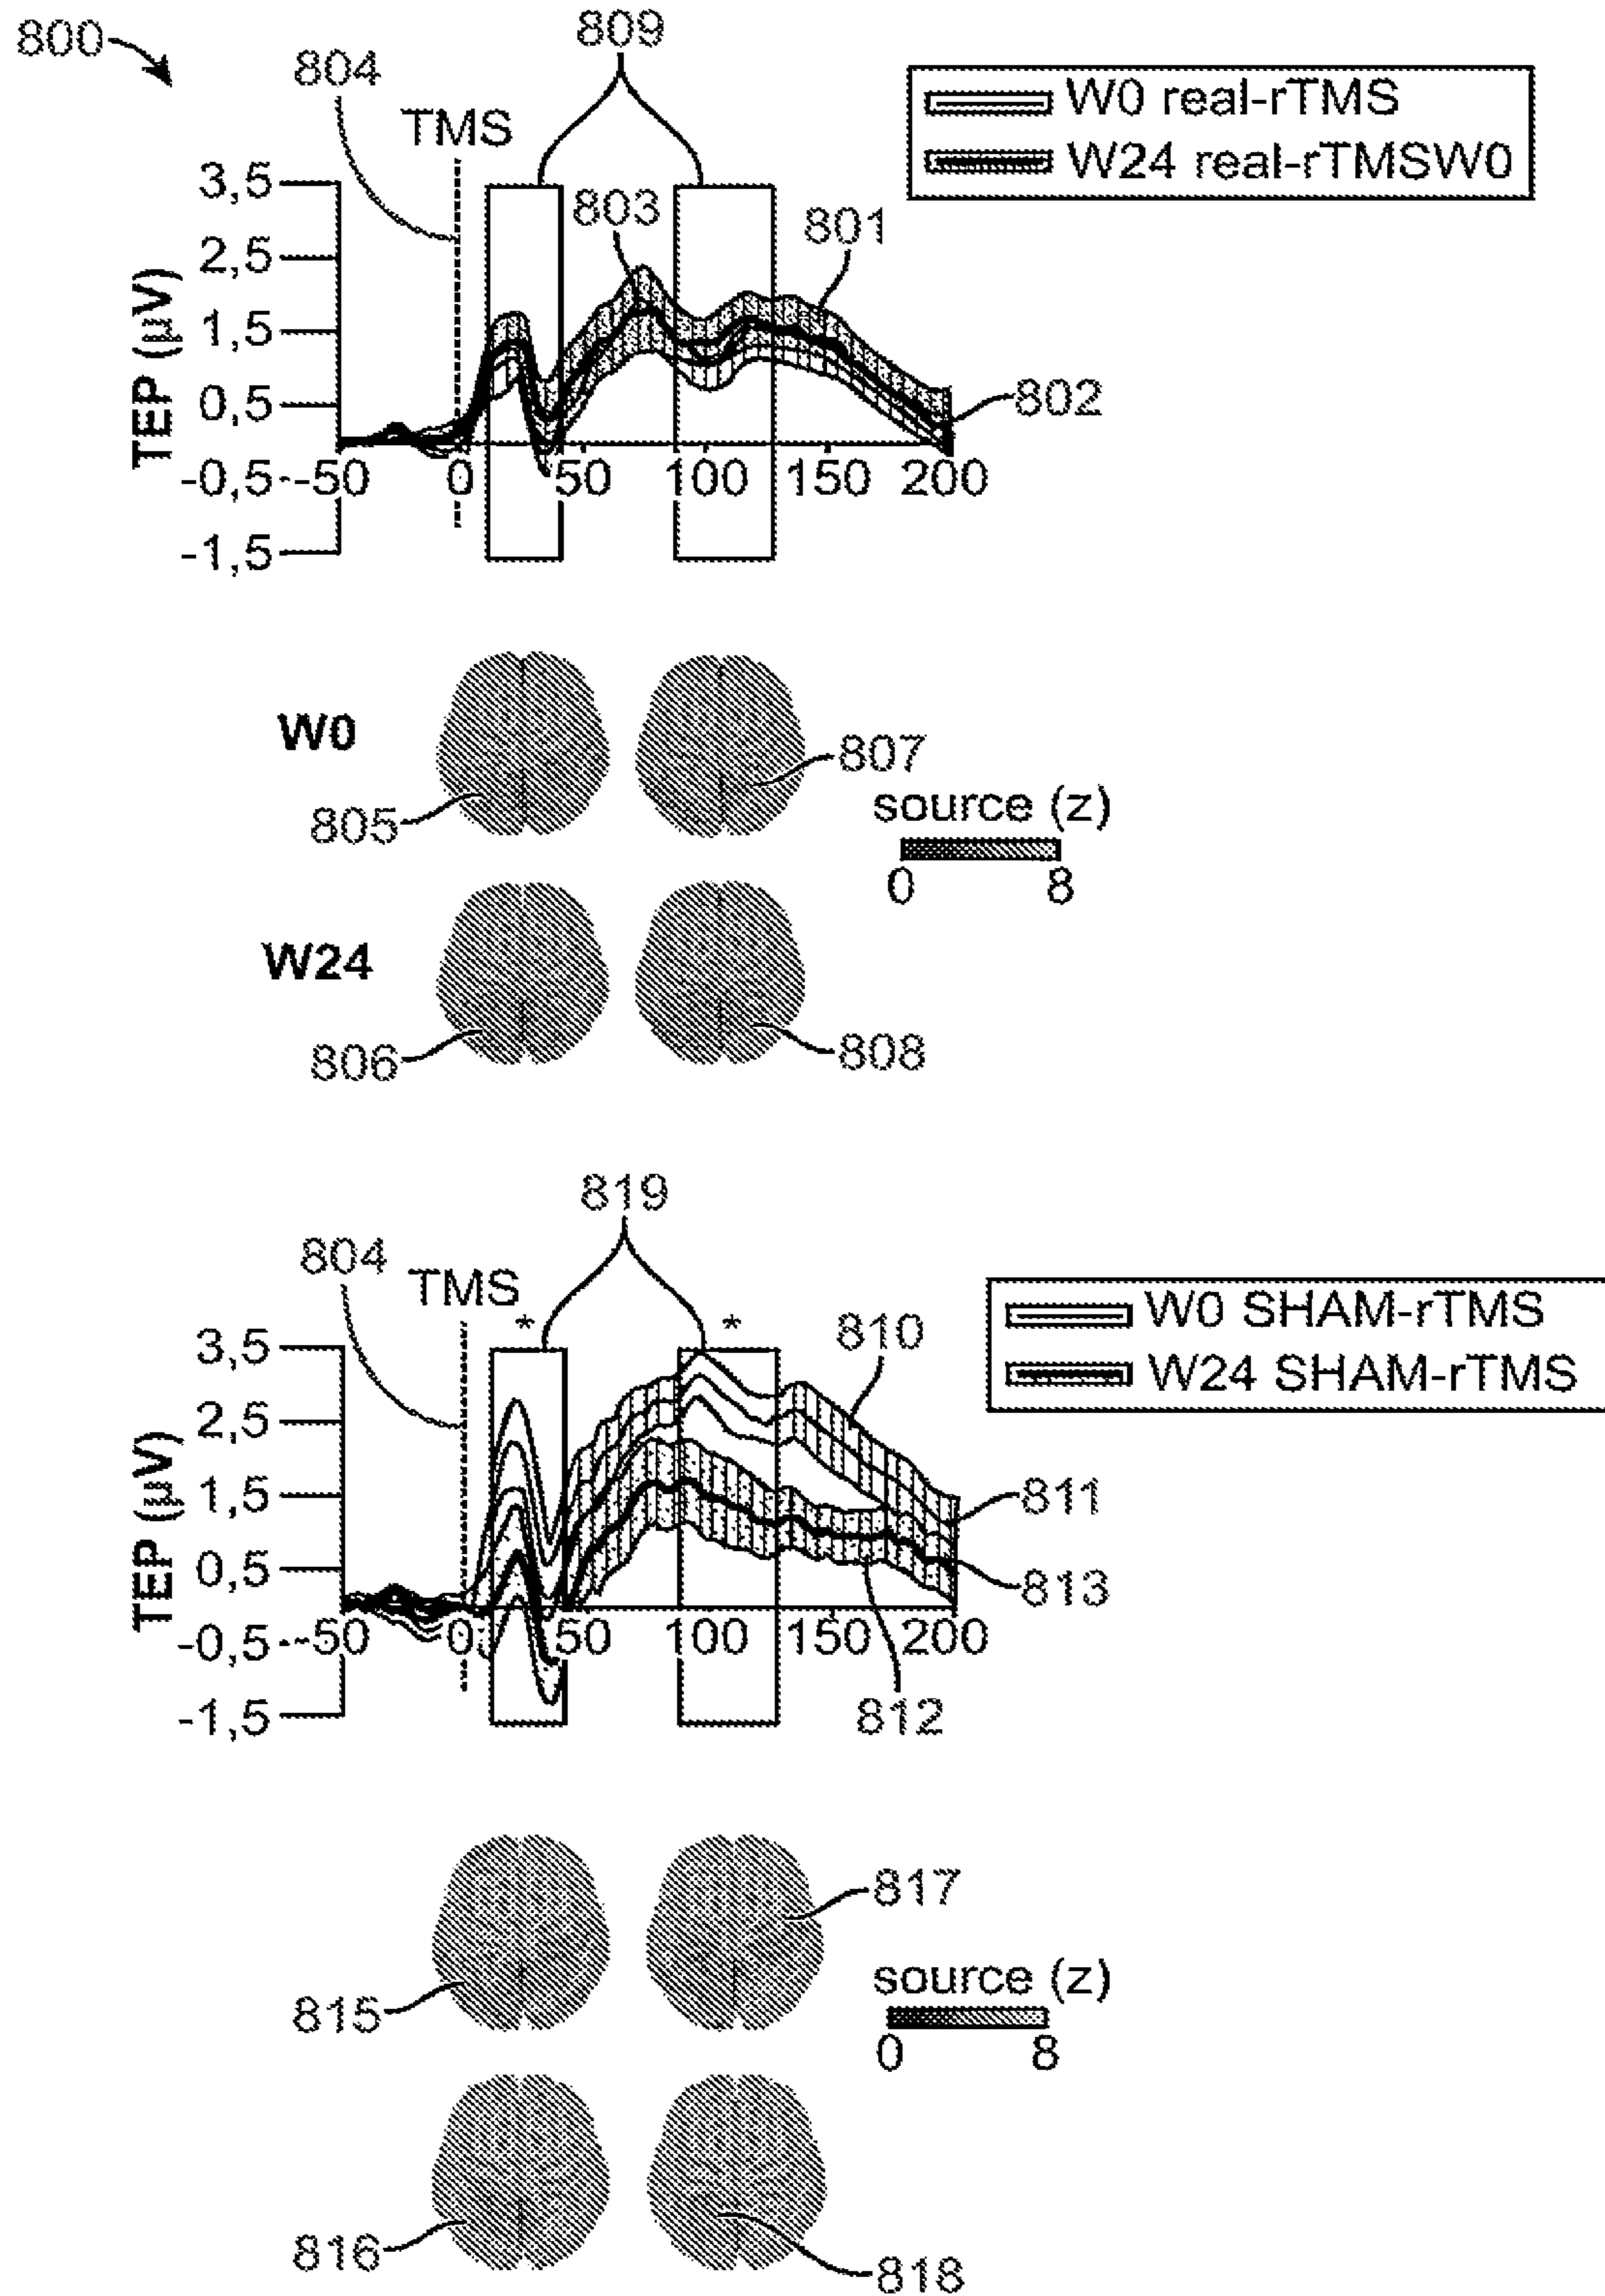 800
809
804
TMS
W0 real-rTMS
W24 real-rTMSW0
3,5
803
801
2,5
1,5
0,5
802
-0,5
-50 0 50 100 150 200
-1,5
TEP (µV)
W0
807
805
source (z)
0 8
W24
806
808
819
804
TMS
* *
W0 SHAM-rTMS
W24 SHAM-rTMS
3,5
810
2,5
1,5
811
0,5
813
-0,5
-50 0 50 100 150 200
-1,5
812
TEP (µV)
817
815
source (z)
0 8
816
818